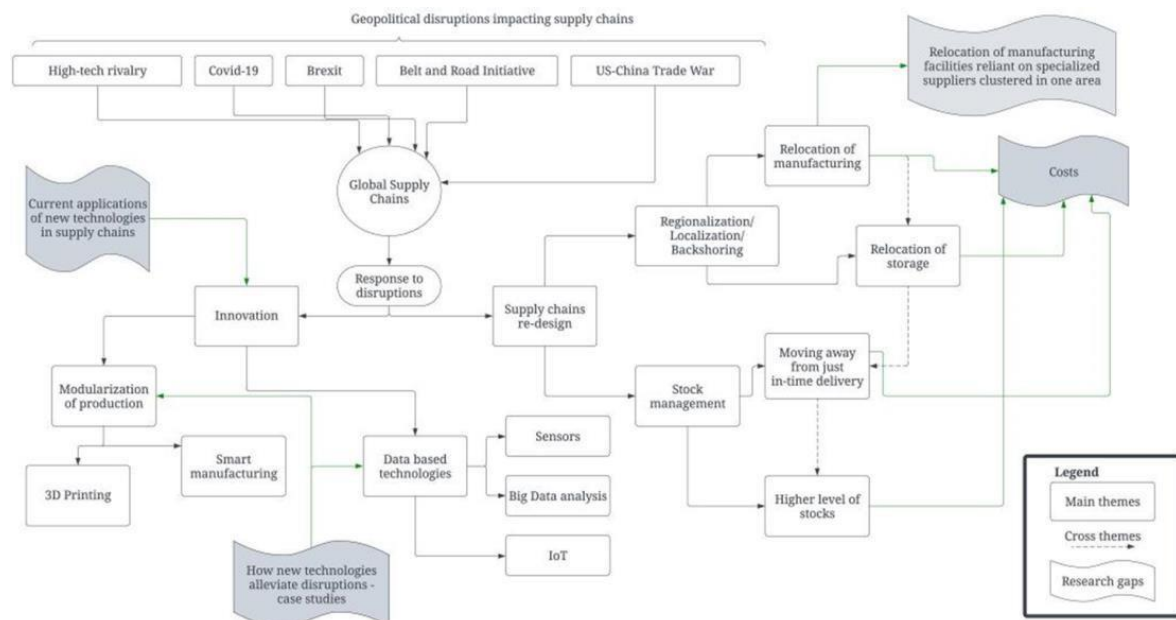 Geopolitical disruptions impacting supply chains
High-tech rivalry
Covid-19
Brexit
Belt and Road Initiative
US-China Trade War
Relocation of manufacturing
facilities reliant on specialized
suppliers clustered in one area
Relocation of
manufacturing
Costs
Global Supply
Chains
Current applications
of new technologies
in supply chains
Regionalization/
Localization/
Backshoring
Relocation of
storage
Response to
disruptions
Innovation
Supply chains
re-design
Moving away
from just
in-time delivery
Modularization
of production
Stock
management
Sensors
Smart
manufacturing
Data based
technologies
3D Printing
Big Data analysis
Higher level of
stocks
IoT
How new technologies
alleviate disruptions -
case studies
Legend
Main themes
Cross themes
Research gaps